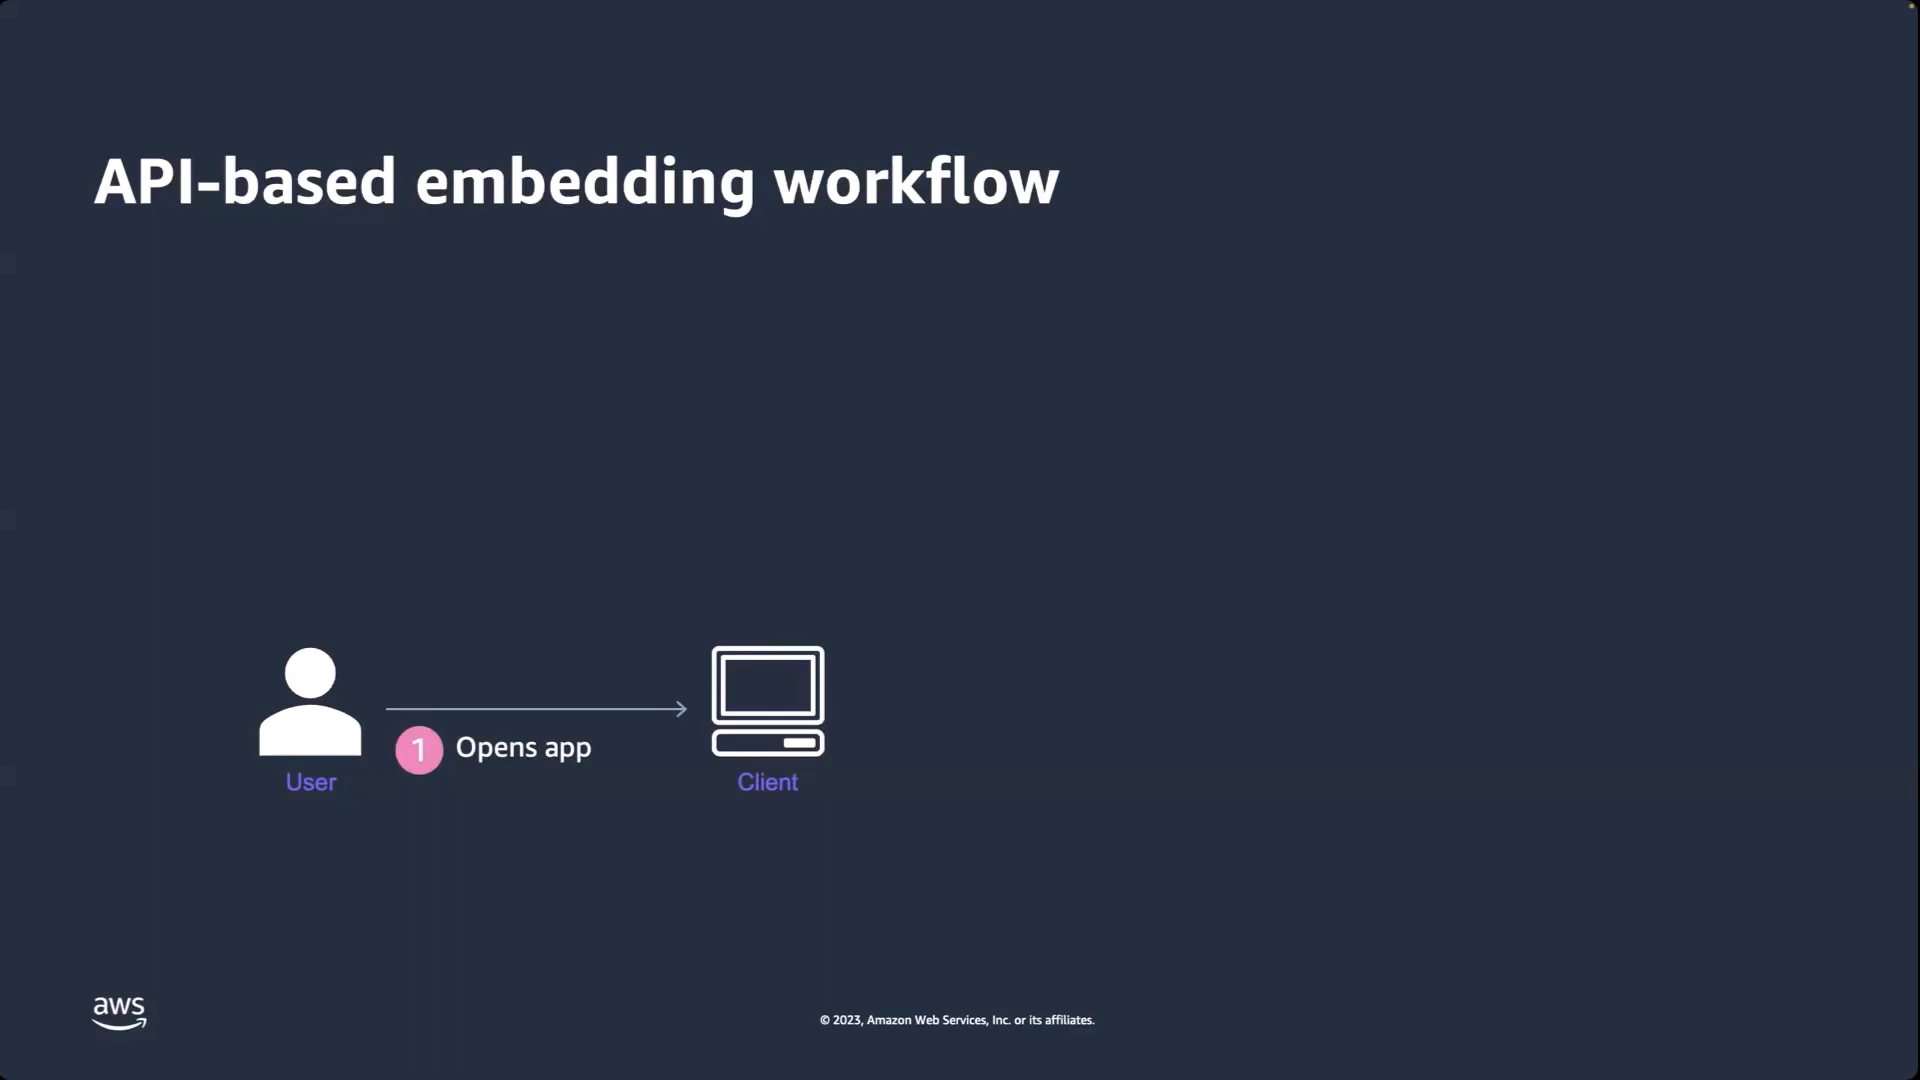 API-based embedding workflow
1 Opens app
User
Client
aws
© 2023, Amazon Web Services, Inc. or its affiliates.